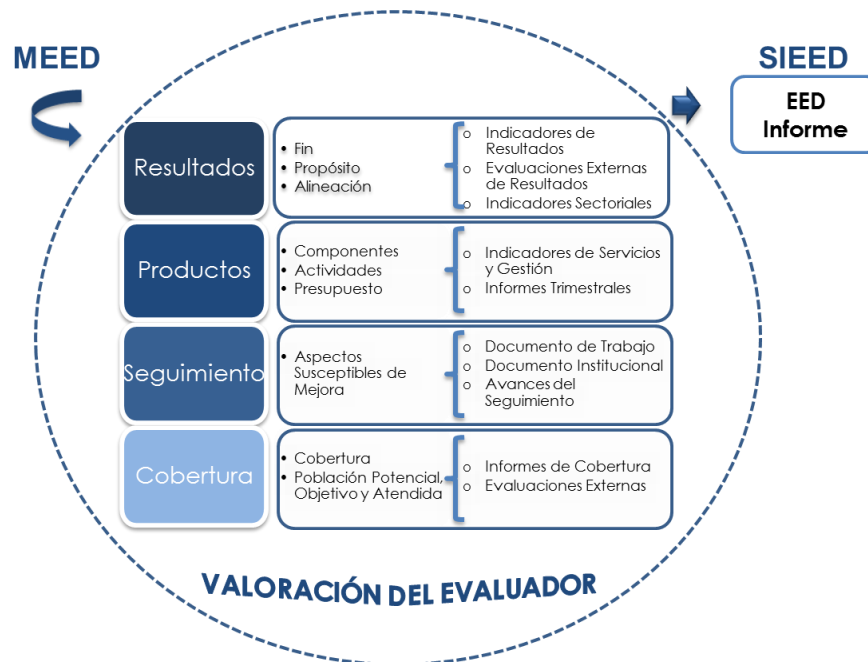 MEED
SIEED
EED
Informe
Resultados
• Fin
• Propósito
• Alineación
o Indicadores de
Resultados
o Evaluaciones Externas
de Resultados
o Indicadores Sectoriales
Productos
• Componentes
• Actividades
• Presupuesto
o Indicadores de Servicios
y Gestión
o Informes Trimestrales
Seguimiento
• Aspectos
Susceptibles de
Mejora
o Documento de Trabajo
o Documento Institucional
o Avances del
Seguimiento
Cobertura
• Cobertura
• Población Potencial,
Objetivo y Atendida
o Informes de Cobertura
o Evaluaciones Externas
VALORACIÓN DEL EVALUADOR